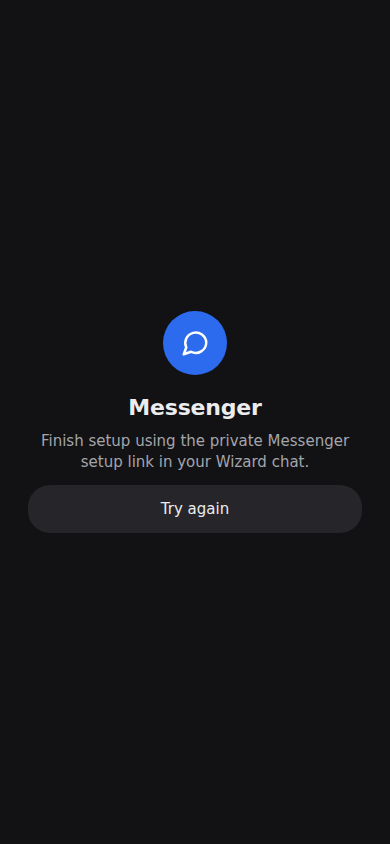 Messenger
Finish setup using the private Messenger
setup link in your Wizard chat.
Try again